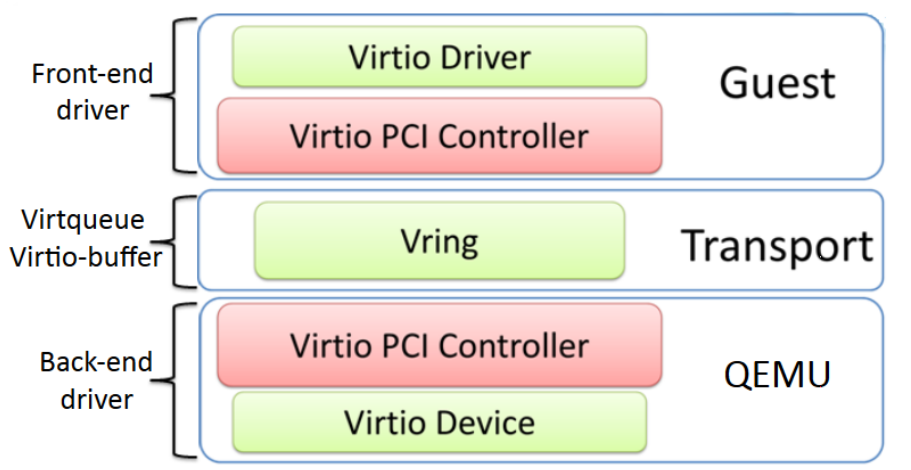 Front-end
driver
Virtio Driver
Virtio PCI Controller
Guest
Virtqueue
Virtio-buffer
Vring
Transport
Back-end
driver
Virtio PCI Controller
Virtio Device
QEMU